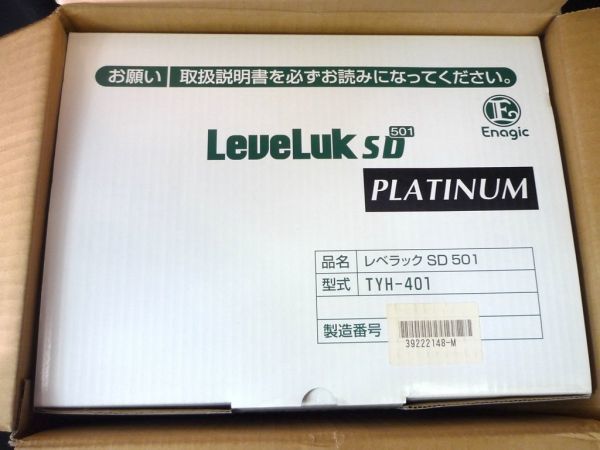 お願い 取扱説明書を必ずお読みになってください。
E
Enagic
LeveLuk SD 501
PLATINUM
品名 レベラック SD 501
型式 TYH-401
製造番号
39222148-M